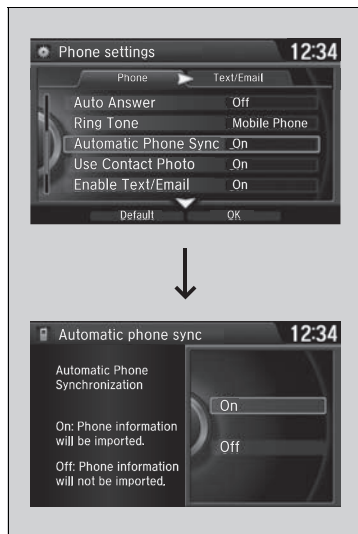 Phone settings 12:34
Phone Text/Email
Auto Answer Off
Ring Tone Mobile Phone
Automatic Phone Sync On
Use Contact Photo On
Enable Text/Email On
Default OK
Automatic phone sync 12:34
Automatic Phone
Synchronization
On: Phone information
will be imported.
Off: Phone information
will not be imported.
On
Off